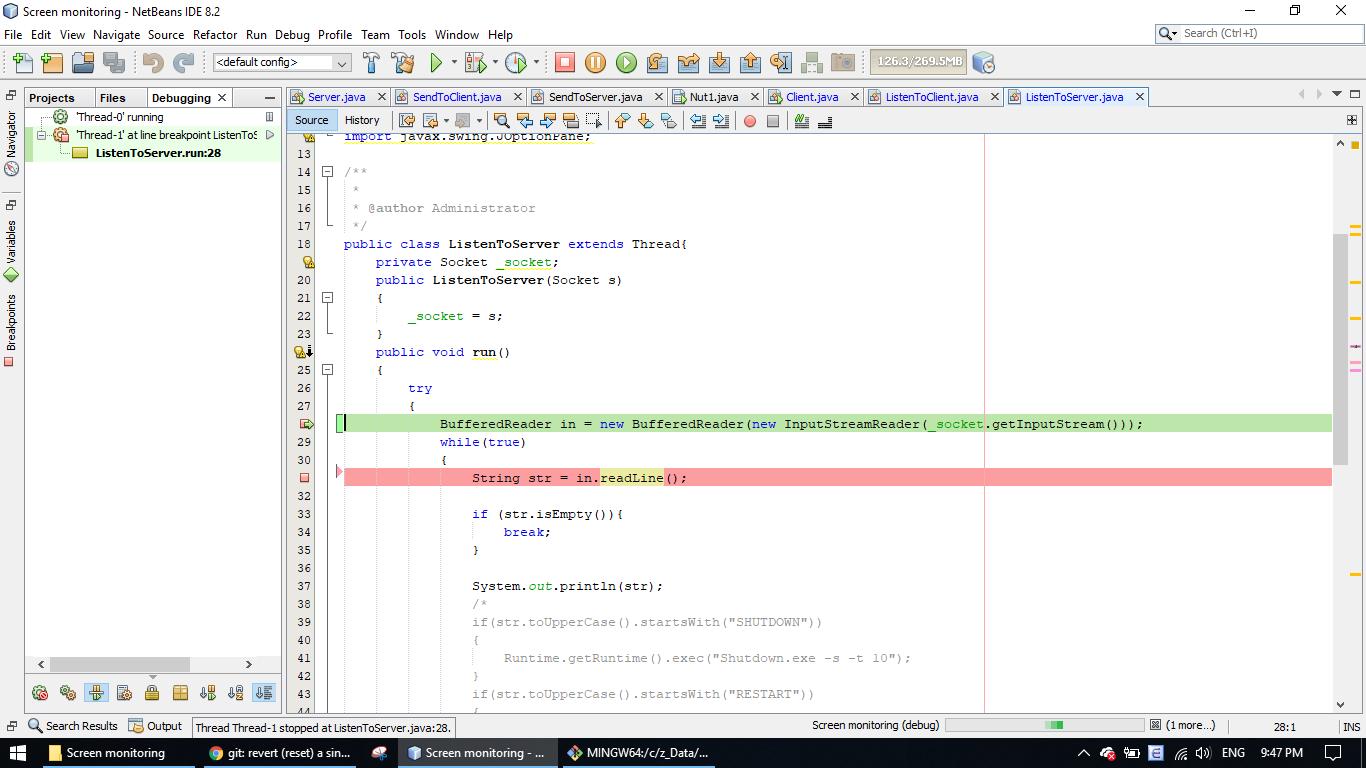 Screen monitoring - NetBeans IDE 8.2
File Edit View Navigate Source Refactor Run Debug Profile Team Tools Window Help
Search (Ctrl+I)
<default config>
126.3/269.5MB
Projects Files Debugging
Server.java SendToClient.java SendToServer.java Nut1.java Client.java ListenToClient.java ListenToServer.java
Navigator
Variables
Breakpoints
'Thread-0' running
'Thread-1' at line breakpoint ListenToS
ListenToServer.run:28
Source History
import javax.swing.JOptionPane;
13
14 /**
15 *
16 * @author Administrator
17 */
18 public class ListenToServer extends Thread{
private Socket _socket;
20 public ListenToServer(Socket s)
21 {
22 _socket = s;
23 }
public void run()
25 {
26 try
27 {
BufferedReader in = new BufferedReader(new InputStreamReader(_socket.getInputStream()));
29 while(true)
30 {
String str = in.readLine();
32
33 if (str.isEmpty()){
34 break;
35 }
36
37 System.out.println(str);
38 /*
39 if(str.toUpperCase().startsWith("SHUTDOWN"))
40 {
41 Runtime.getRuntime().exec("Shutdown.exe -s -t 10");
42 }
43 if(str.toUpperCase().startsWith("RESTART"))
44 {
Search Results Output Thread Thread-1 stopped at ListenToServer.java:28 Screen monitoring (debug) (1 more...) 28:1 INS
Screen monitoring git: revert (reset) a sin... Screen monitoring - ... MINGW64:/c/z_Data/... ENG 9:47 PM